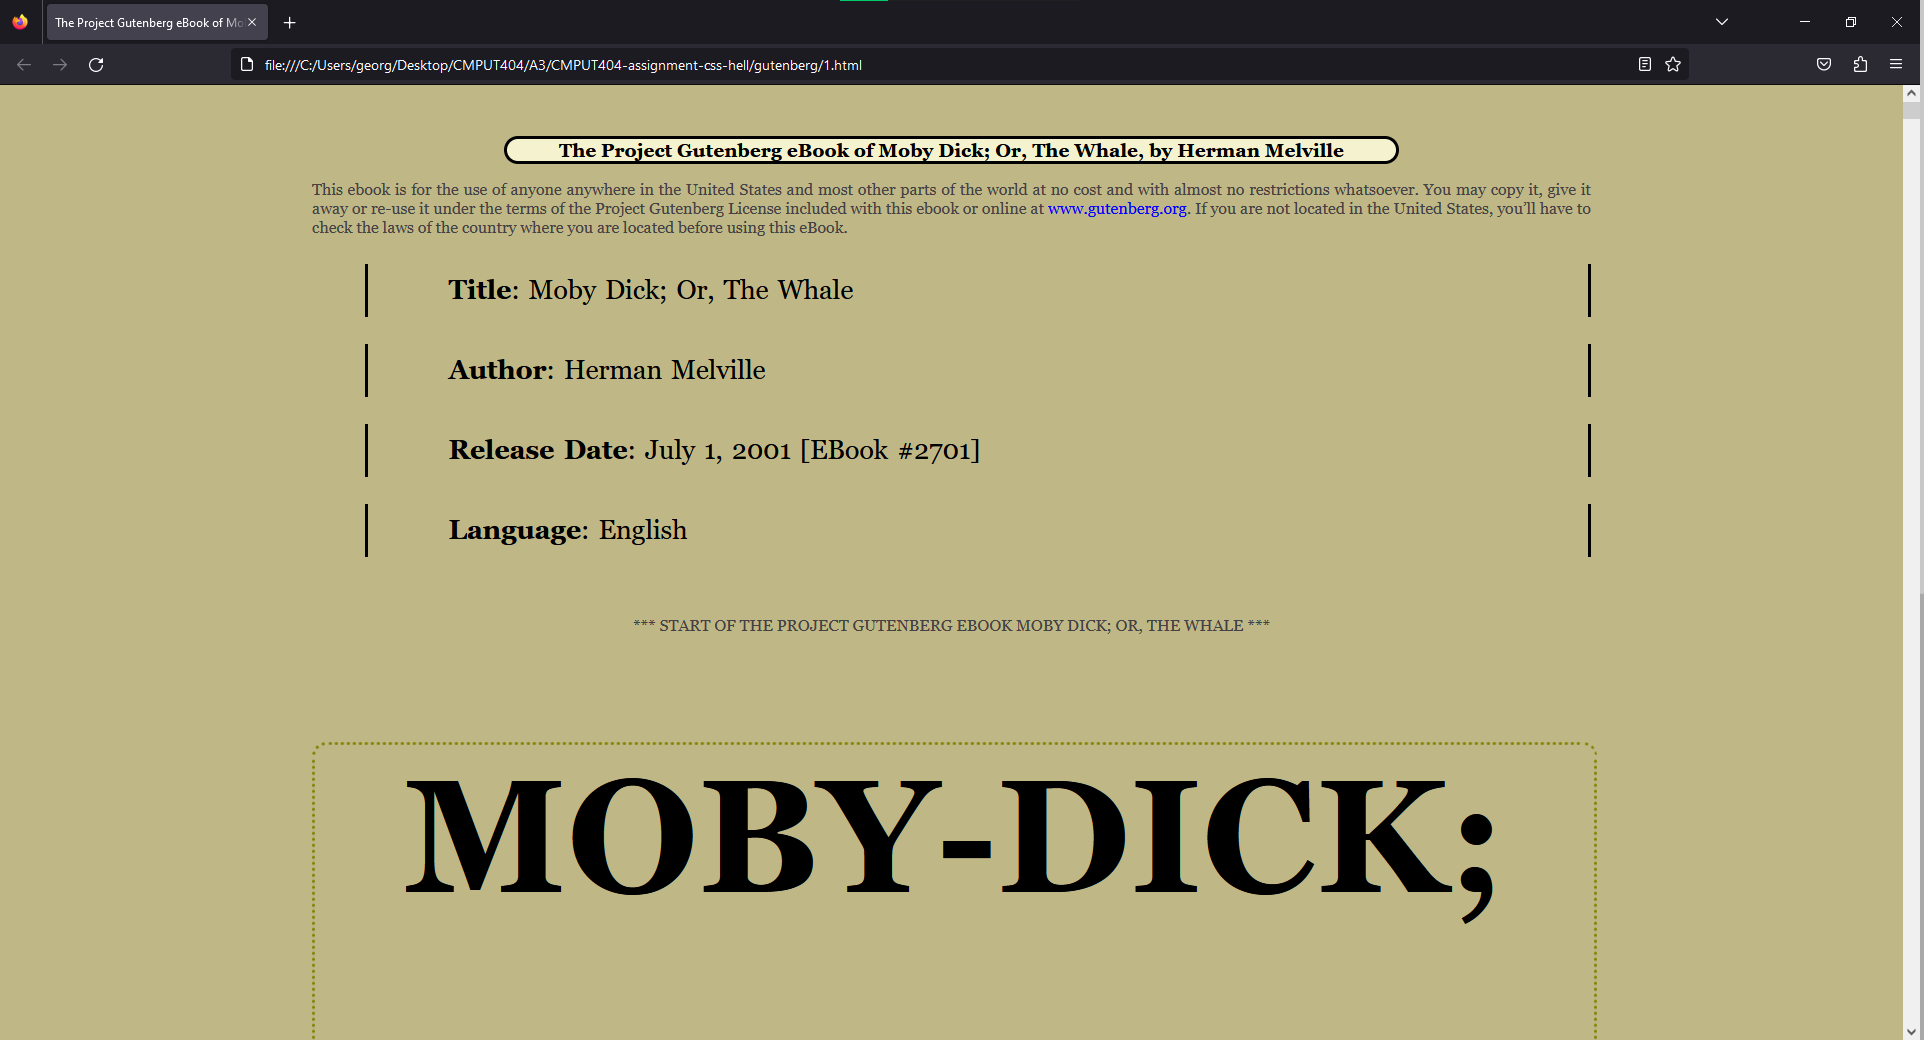 The Project Gutenberg eBook of Mo
file:///C:/Users/georg/Desktop/CMPUT404/A3/CMPUT404-assignment-css-hell/gutenberg/1.html
The Project Gutenberg eBook of Moby Dick; Or, The Whale, by Herman Melville
This ebook is for the use of anyone anywhere in the United States and most other parts of the world at no cost and with almost no restrictions whatsoever. You may copy it, give it
away or re-use it under the terms of the Project Gutenberg License included with this ebook or online at www.gutenberg.org. If you are not located in the United States, you’ll have to
check the laws of the country where you are located before using this eBook.
Title: Moby Dick; Or, The Whale
Author: Herman Melville
Release Date: July 1, 2001 [EBook #2701]
Language: English
*** START OF THE PROJECT GUTENBERG EBOOK MOBY DICK; OR, THE WHALE ***
MOBY-DICK;